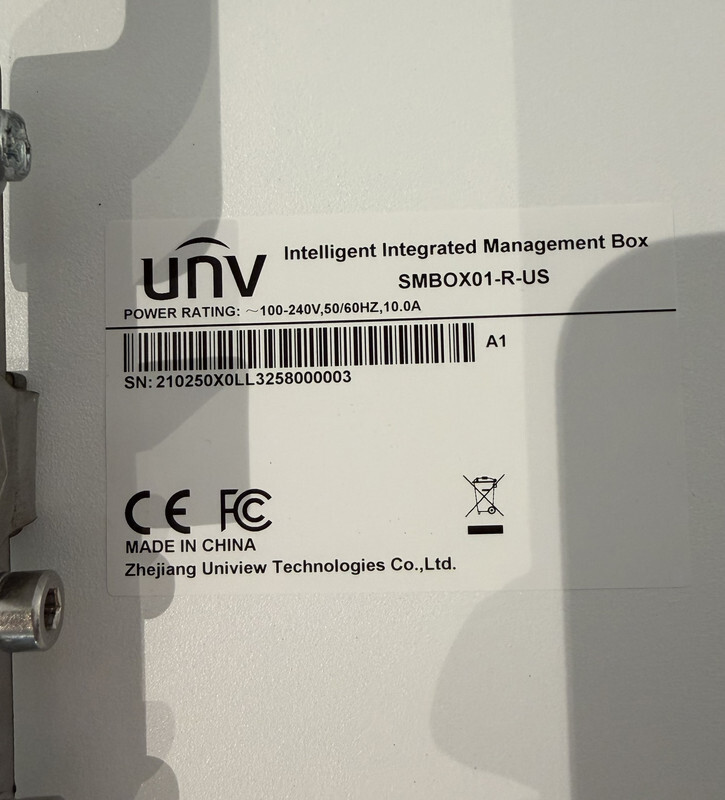 unv
Intelligent Integrated Management Box
SMBOX01-R-US
POWER RATING: ～100-240V,50/60HZ,10.0A
A1
SN: 210250X0LL3258000003
CE FC
MADE IN CHINA
Zhejiang Uniview Technologies Co.,Ltd.